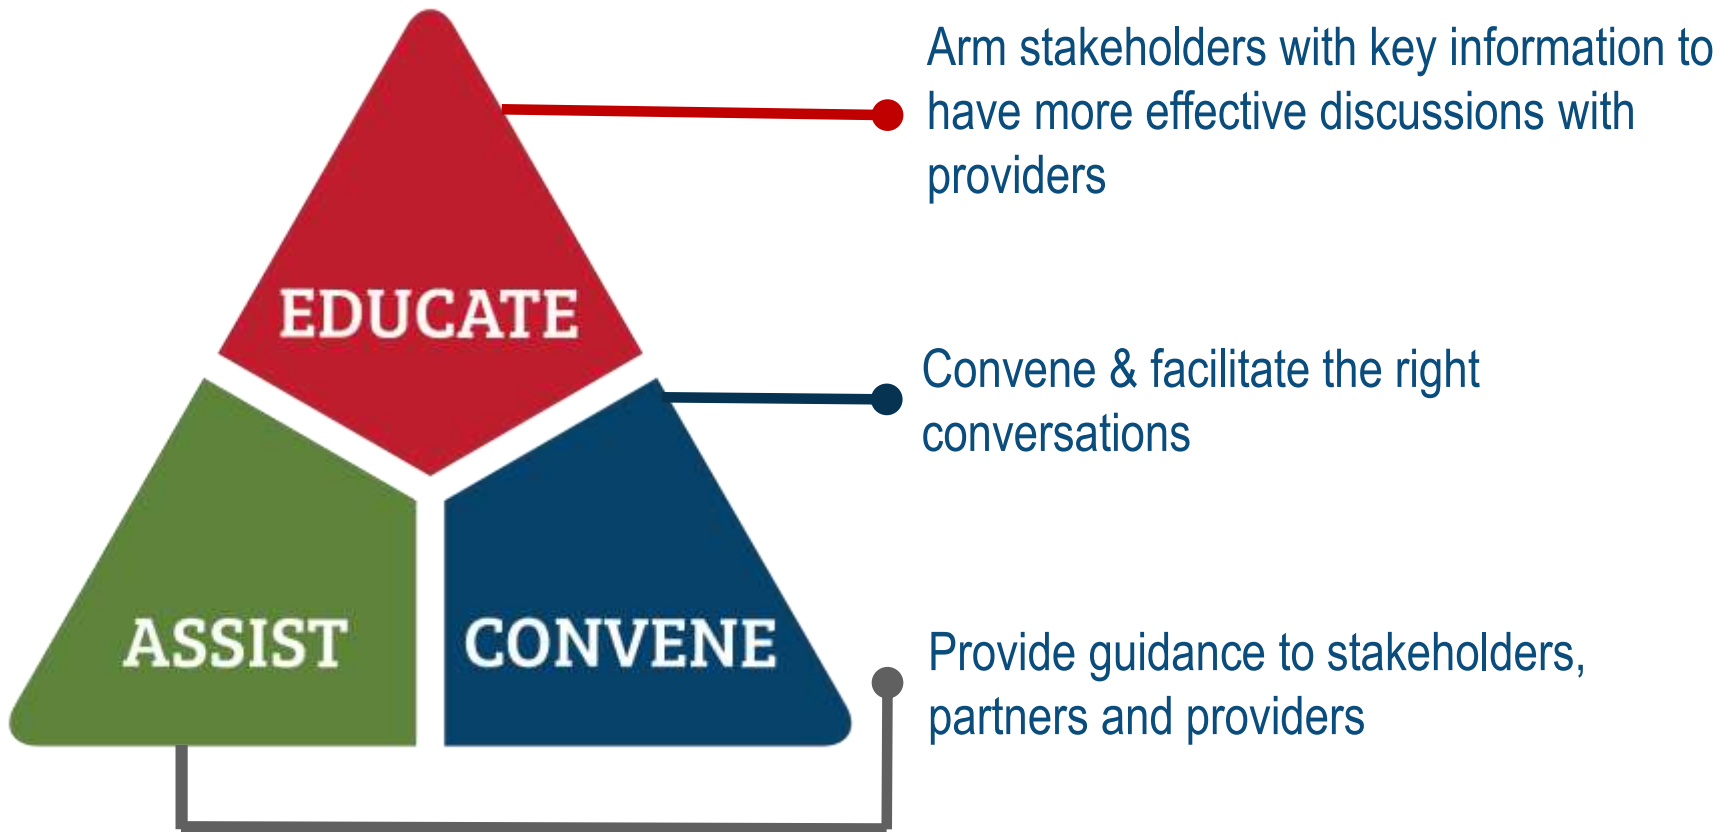 Arm stakeholders with key information to
have more effective discussions with
providers
EDUCATE
Convene & facilitate the right
conversations
ASSIST
CONVENE
Provide guidance to stakeholders,
partners and providers